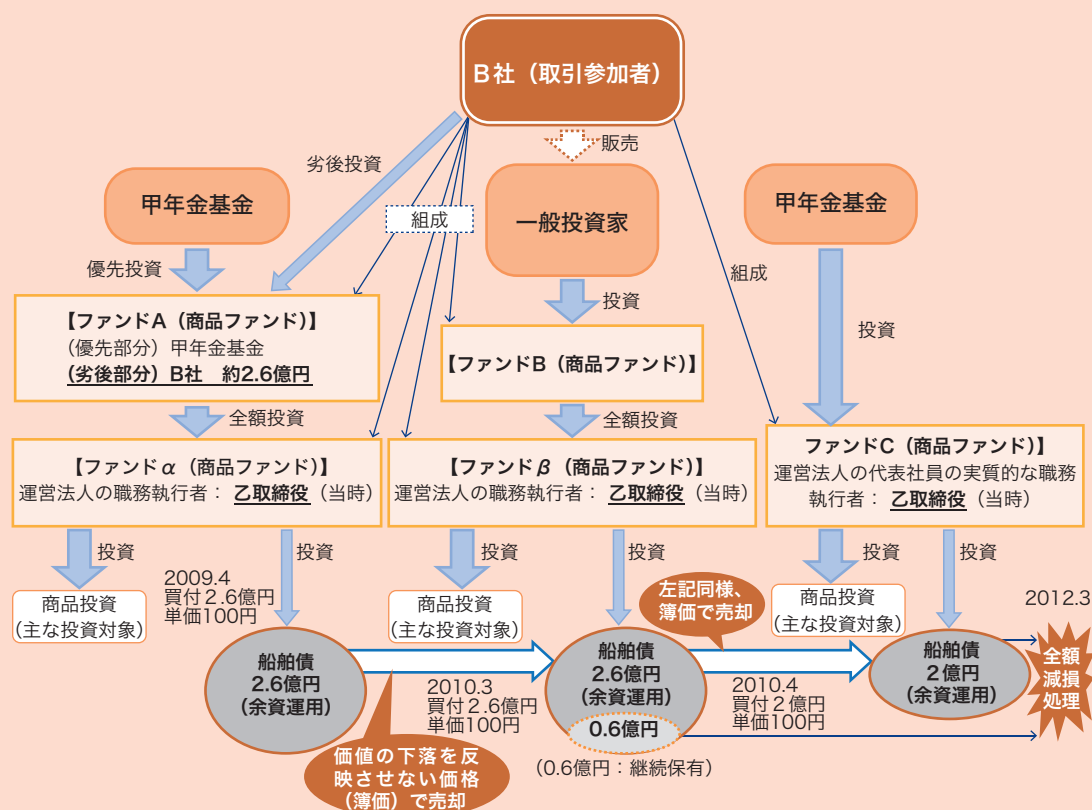 B社（取引参加者）
販売
劣後投資
甲年金基金
組成
一般投資家
甲年金基金
優先投資
投資
組成
投資
【ファンドA（商品ファンド）】
(優先部分）甲年金基金
(劣後部分）B社　約2.6億円
【ファンドB（商品ファンド）】
全額投資
全額投資
【ファンドα（商品ファンド）】
運営法人の職務執行者： 乙取締役（当時）
【ファンドβ（商品ファンド）】
運営法人の職務執行者： 乙取締役（当時）
ファンドC（商品ファンド）】
運営法人の代表社員の実質的な職務
執行者： 乙取締役（当時）
投資
投資
投資
投資
投資
投資
商品投資
(主な投資対象)
2009.4
買付２.6億円
単価100円
商品投資
(主な投資対象)
左記同様、
簿価で売却
商品投資
(主な投資対象)
2012.3
船舶債
2.6億円
(余資運用)
2010.3
買付2.6億円
単価100円
船舶債
2.6億円
(余資運用)
0.6億円
2010.4
買付２億円
単価100円
船舶債
2億円
(余資運用)
全額
減損
処理
価値の下落を反
映させない価格
（簿価）で売却
（0.6億円：継続保有）